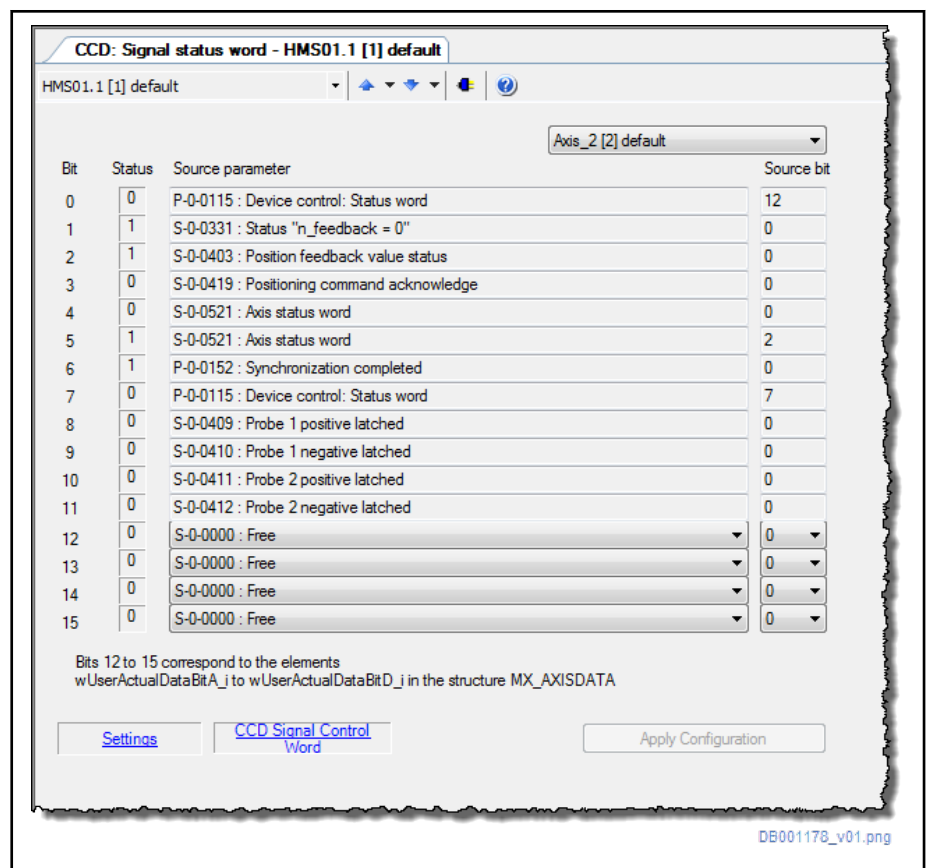 CCD: Signal status word - HMS01.1 [1] default
HMS01.1 [1] default
Axis_2 [2] default
Bit Status Source parameter Source bit
0 0 P-0-0115 : Device control: Status word 12
1 1 S-0-0331 : Status "n_feedback = 0" 0
2 1 S-0-0403 : Position feedback value status 0
3 0 S-0-0419 : Positioning command acknowledge 0
4 0 S-0-0521 : Axis status word 0
5 1 S-0-0521 : Axis status word 2
6 1 P-0-0152 : Synchronization completed 0
7 0 P-0-0115 : Device control: Status word 7
8 0 S-0-0409 : Probe 1 positive latched 0
9 0 S-0-0410 : Probe 1 negative latched 0
10 0 S-0-0411 : Probe 2 positive latched 0
11 0 S-0-0412 : Probe 2 negative latched 0
12 0 S-0-0000 : Free 0
13 0 S-0-0000 : Free 0
14 0 S-0-0000 : Free 0
15 0 S-0-0000 : Free 0
Bits 12 to 15 correspond to the elements
wUserActualDataBitA_i to wUserActualDataBitD_i in the structure MX_AXISDATA
Settings CCD Signal Control Apply Configuration
Word
DB001178_v01.png